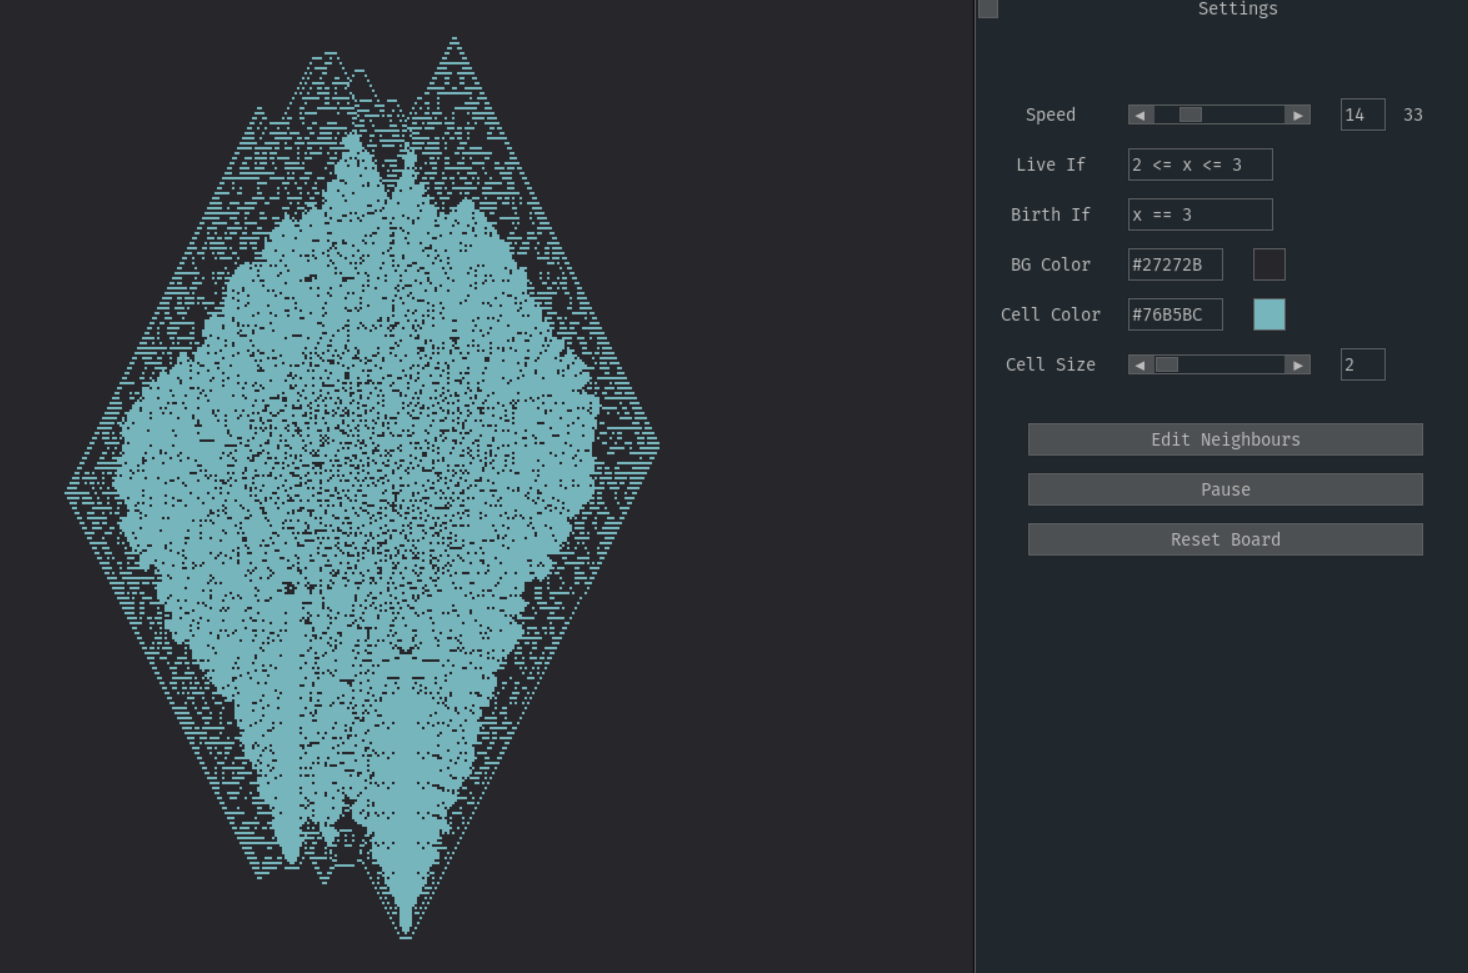 Settings
Speed 14 33
Live If 2 <= x <= 3
Birth If x == 3
BG Color #27272B
Cell Color #76B5BC
Cell Size 2
Edit Neighbours
Pause
Reset Board